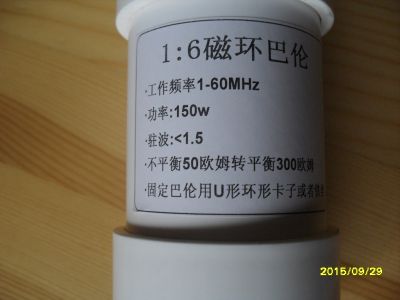 1:6磁环巴伦
·工作频率1-60MHz
·功率:150w
·驻波:<1.5
·不平衡50欧姆转平衡300欧姆
·固定巴伦用U形环形卡子或者
2015/09/29